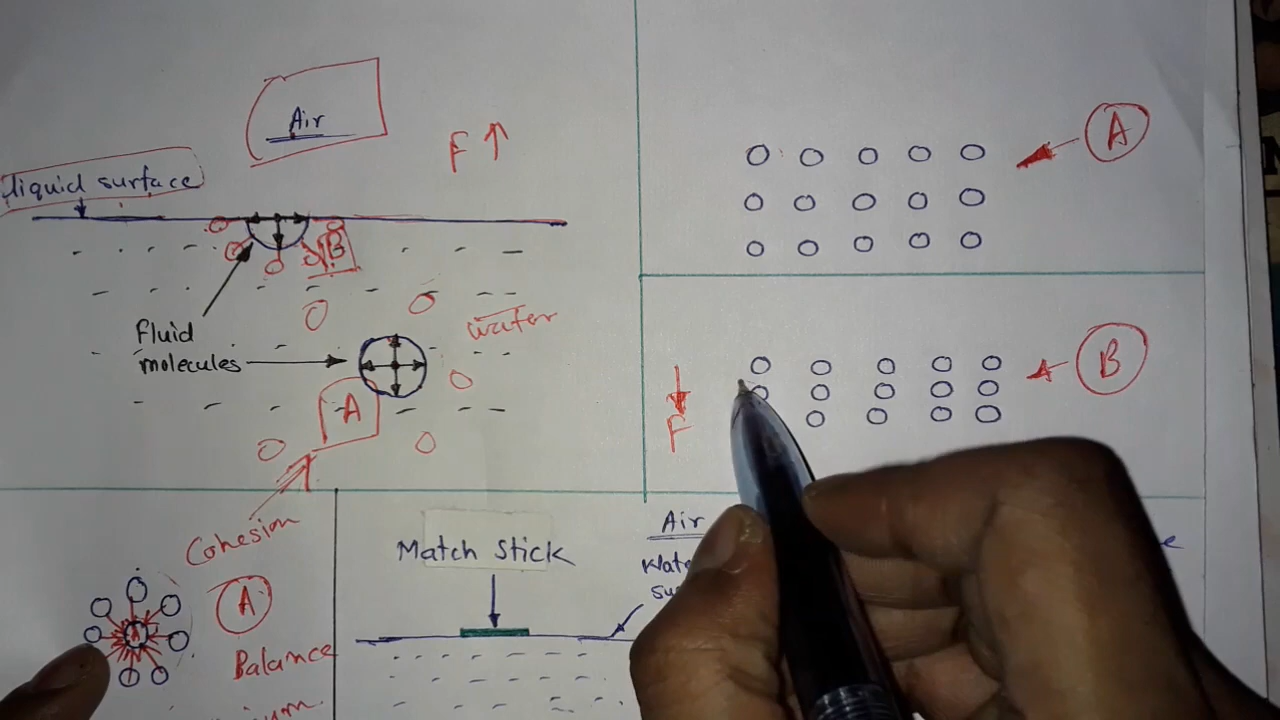 Air
F ↑
liquid surface
B
fluid
molecules
water
A
Cohesion
A
Balance
A
Match Stick
Air
A
B
F